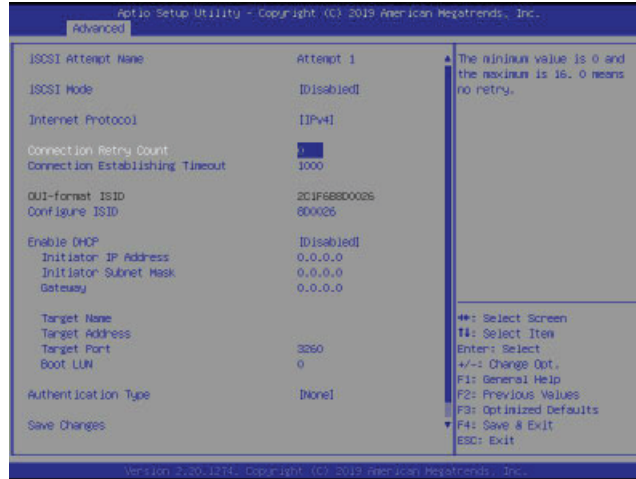 Aptio Setup Utility - Copyright (C) 2019 American Megatrends, Inc.
Advanced
iSCSI Attempt Name Attempt 1
iSCSI Mode [Disabled]
Internet Protocol [IPv4]
Connection Retry Count 0
Connection Establishing Timeout 1000
OUI-format ISID 2C1F6B8D0026
Configure ISID 8D0026
Enable DHCP [Disabled]
Initiator IP Address 0.0.0.0
Initiator Subnet Mask 0.0.0.0
Gateway 0.0.0.0
Target Name
Target Address
Target Port 3260
Boot LUN 0
Authentication Type [None]
Save Changes
The minimum value is 0 and
the maximum is 16. 0 means
no retry.
→←: Select Screen
↑↓: Select Item
Enter: Select
+/-: Change Opt.
F1: General Help
F2: Previous Values
F3: Optimized Defaults
F4: Save & Exit
ESC: Exit
Version 2.20.1274. Copyright (C) 2019 American Megatrends, Inc.